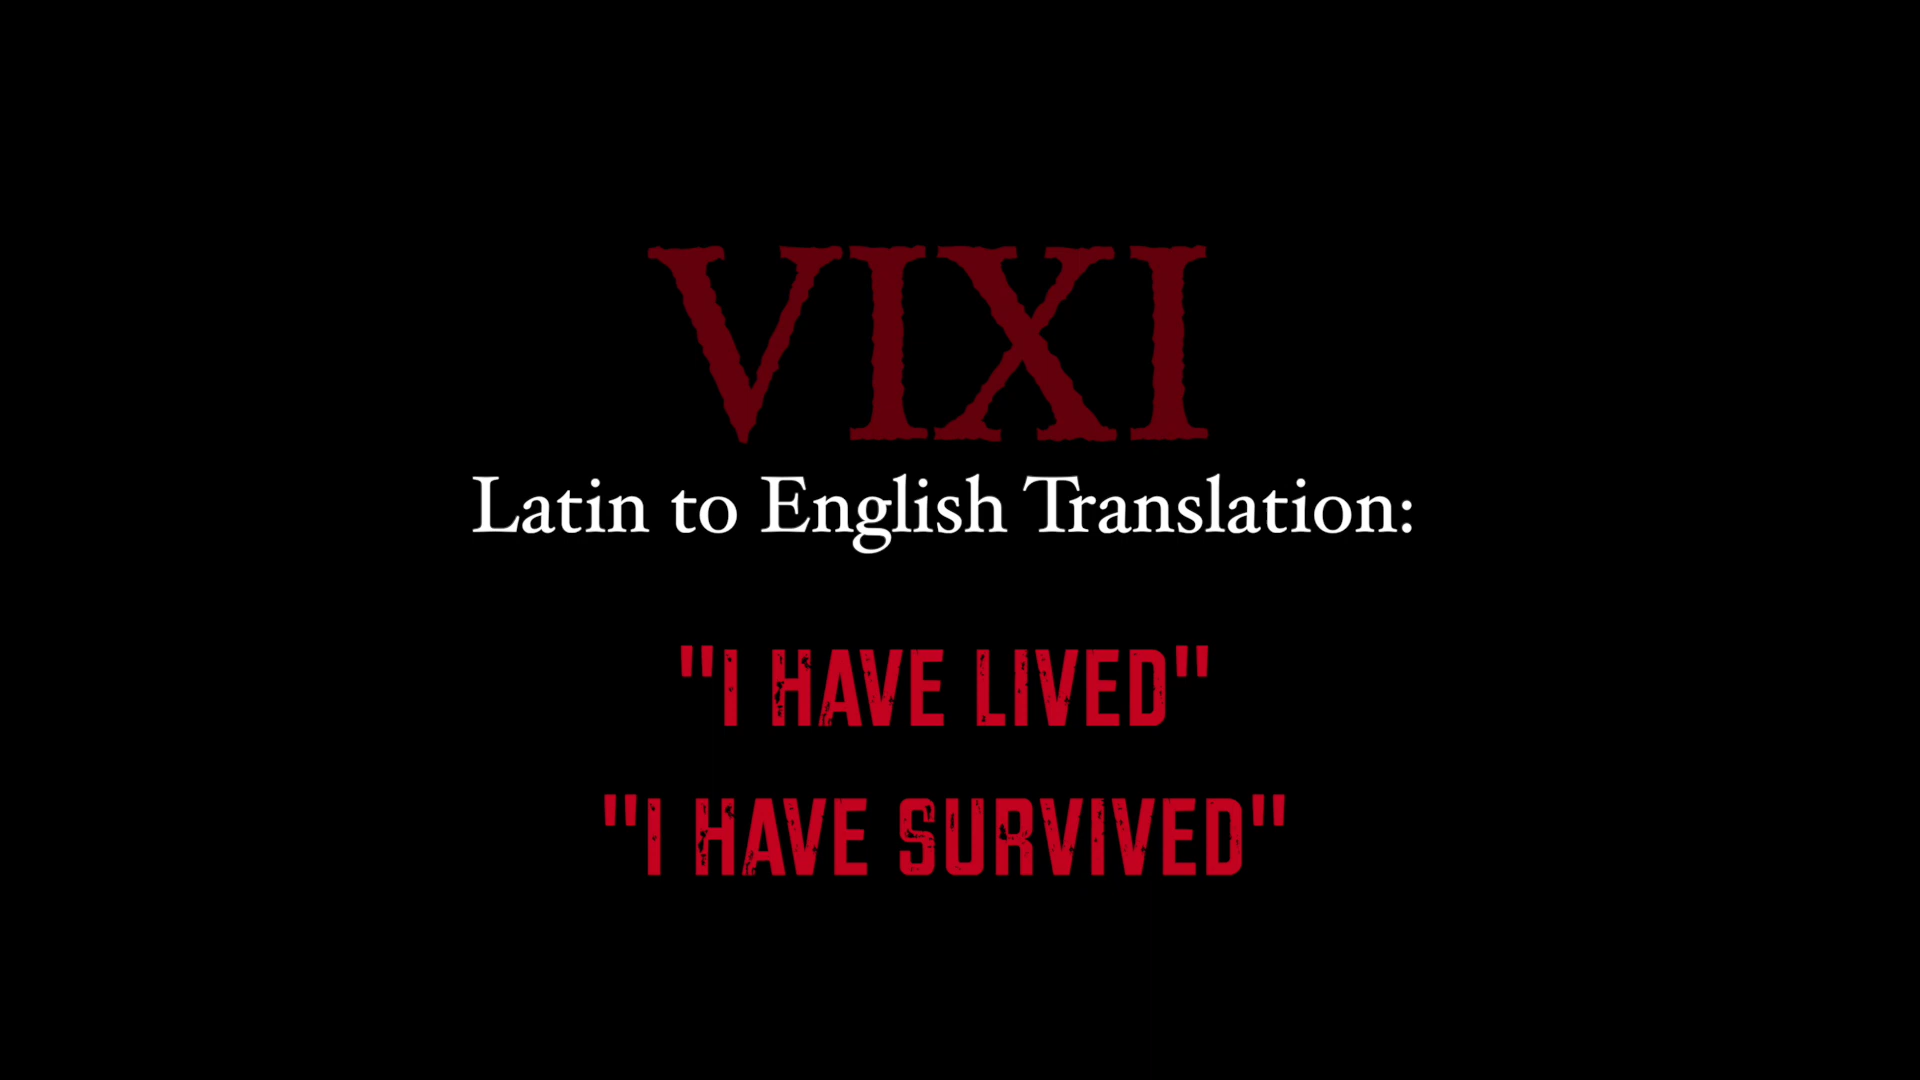 VIXI
Latin to English Translation:
"I HAVE LIVED"
"I HAVE SURVIVED"